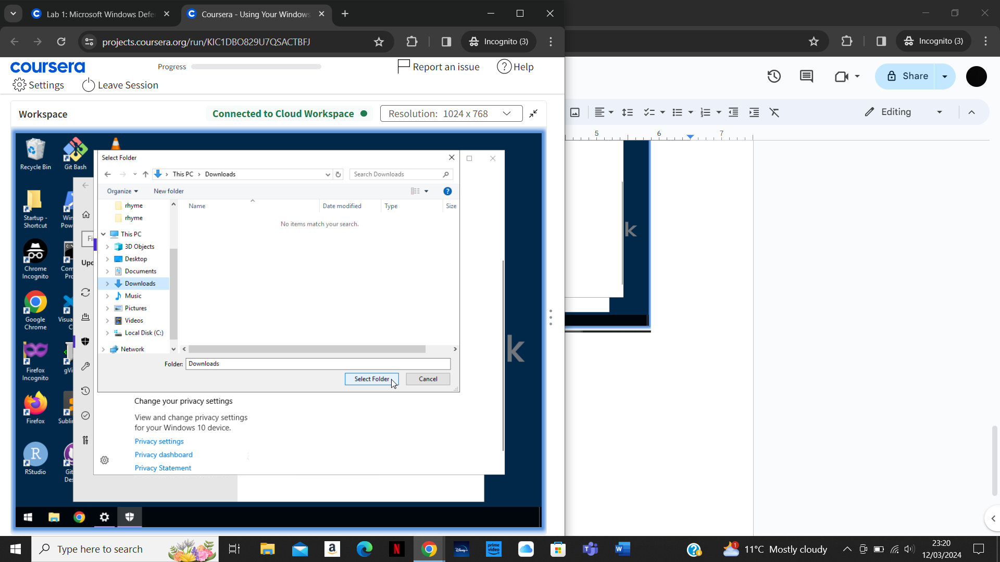 Lab 1: Microsoft Windows Defe
Coursera - Using Your Windows
projects.coursera.org/run/KIC1DBO829U7QSACTBFJ
Incognito (3)
Incognito (3)
coursera
Progress
Report an issue
Help
Settings
Leave Session
Share
Workspace
Connected to Cloud Workspace
Resolution: 1024 x 768
Editing
5
6
7
Recycle Bin
Git Bash
Select Folder
This PC
Downloads
Search Downloads
Organize
New folder
rhyme
rhyme
Name
Date modified
Type
Size
No items match your search.
This PC
3D Objects
Desktop
Documents
Downloads
Music
Pictures
Videos
Local Disk (C:)
Network
Folder:
Downloads
Select Folder
Cancel
Startup -
Shortcut
Win
Pow
Fi
Upd
Chrome
Incognito
Com
Pro
Google
Chrome
Visua
C
Firefox
Incognito
gVi
Firefox
Sublin
R
RStudio
Git
Des
k
k
Change your privacy settings
View and change privacy settings
for your Windows 10 device.
Privacy settings
Privacy dashboard
Privacy Statement
Type here to search
a
N
Disney+
prime
video
T
W
1
11°C Mostly cloudy
23:20
12/03/2024